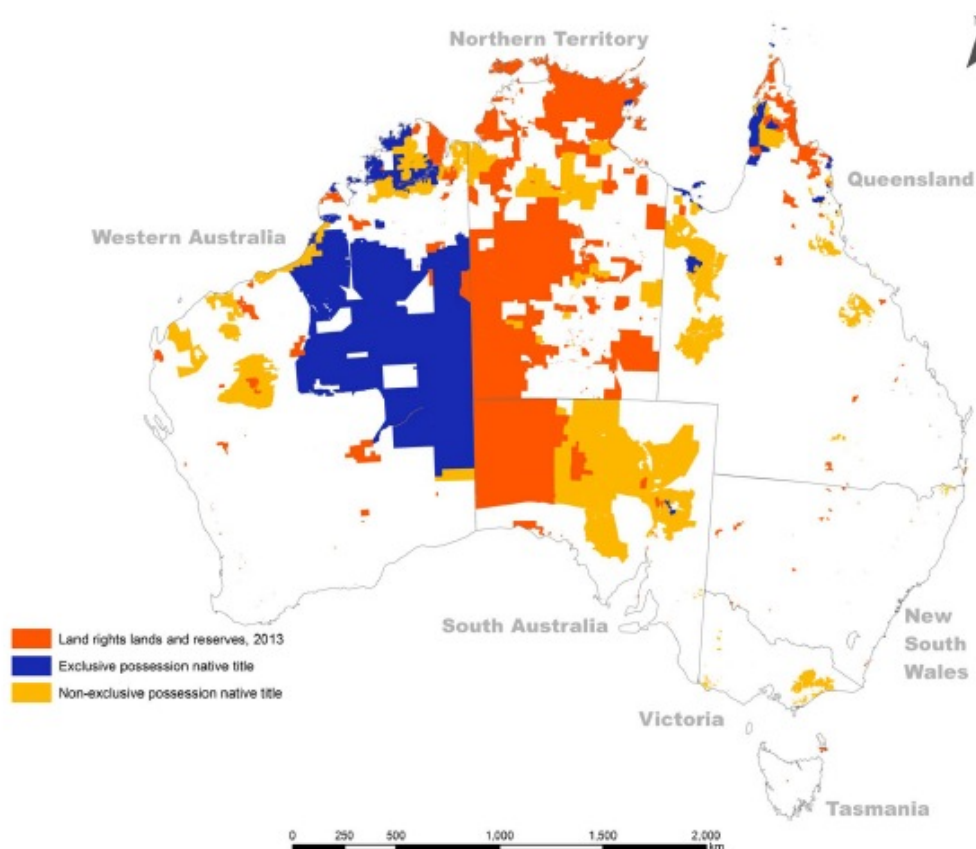 Northern Territory
Queensland
Western Australia
Land rights lands and reserves, 2013
Exclusive possession native title
Non-exclusive possession native title
South Australia
New
South
Wales
Victoria
Tasmania
0 250 500 1,000 1,500 2,000
km